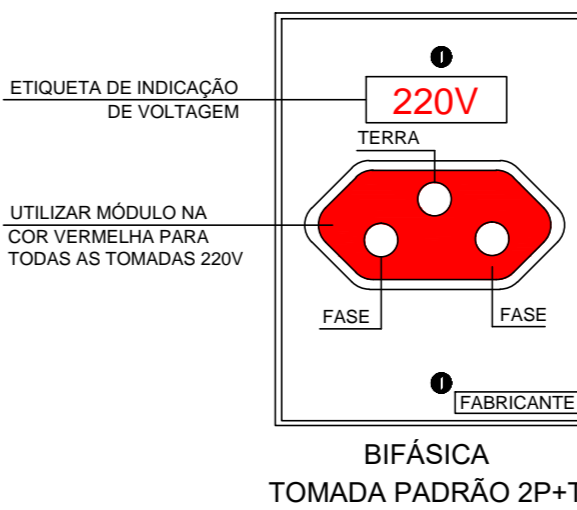 ETIQUETA DE INDICAÇÃO
DE VOLTAGEM
220V
TERRA
UTILIZAR MÓDULO NA
COR VERMELHA PARA
TODAS AS TOMADAS 220V
FASE
FASE
FABRICANTE
BIFÁSICA
TOMADA PADRÃO 2P+T